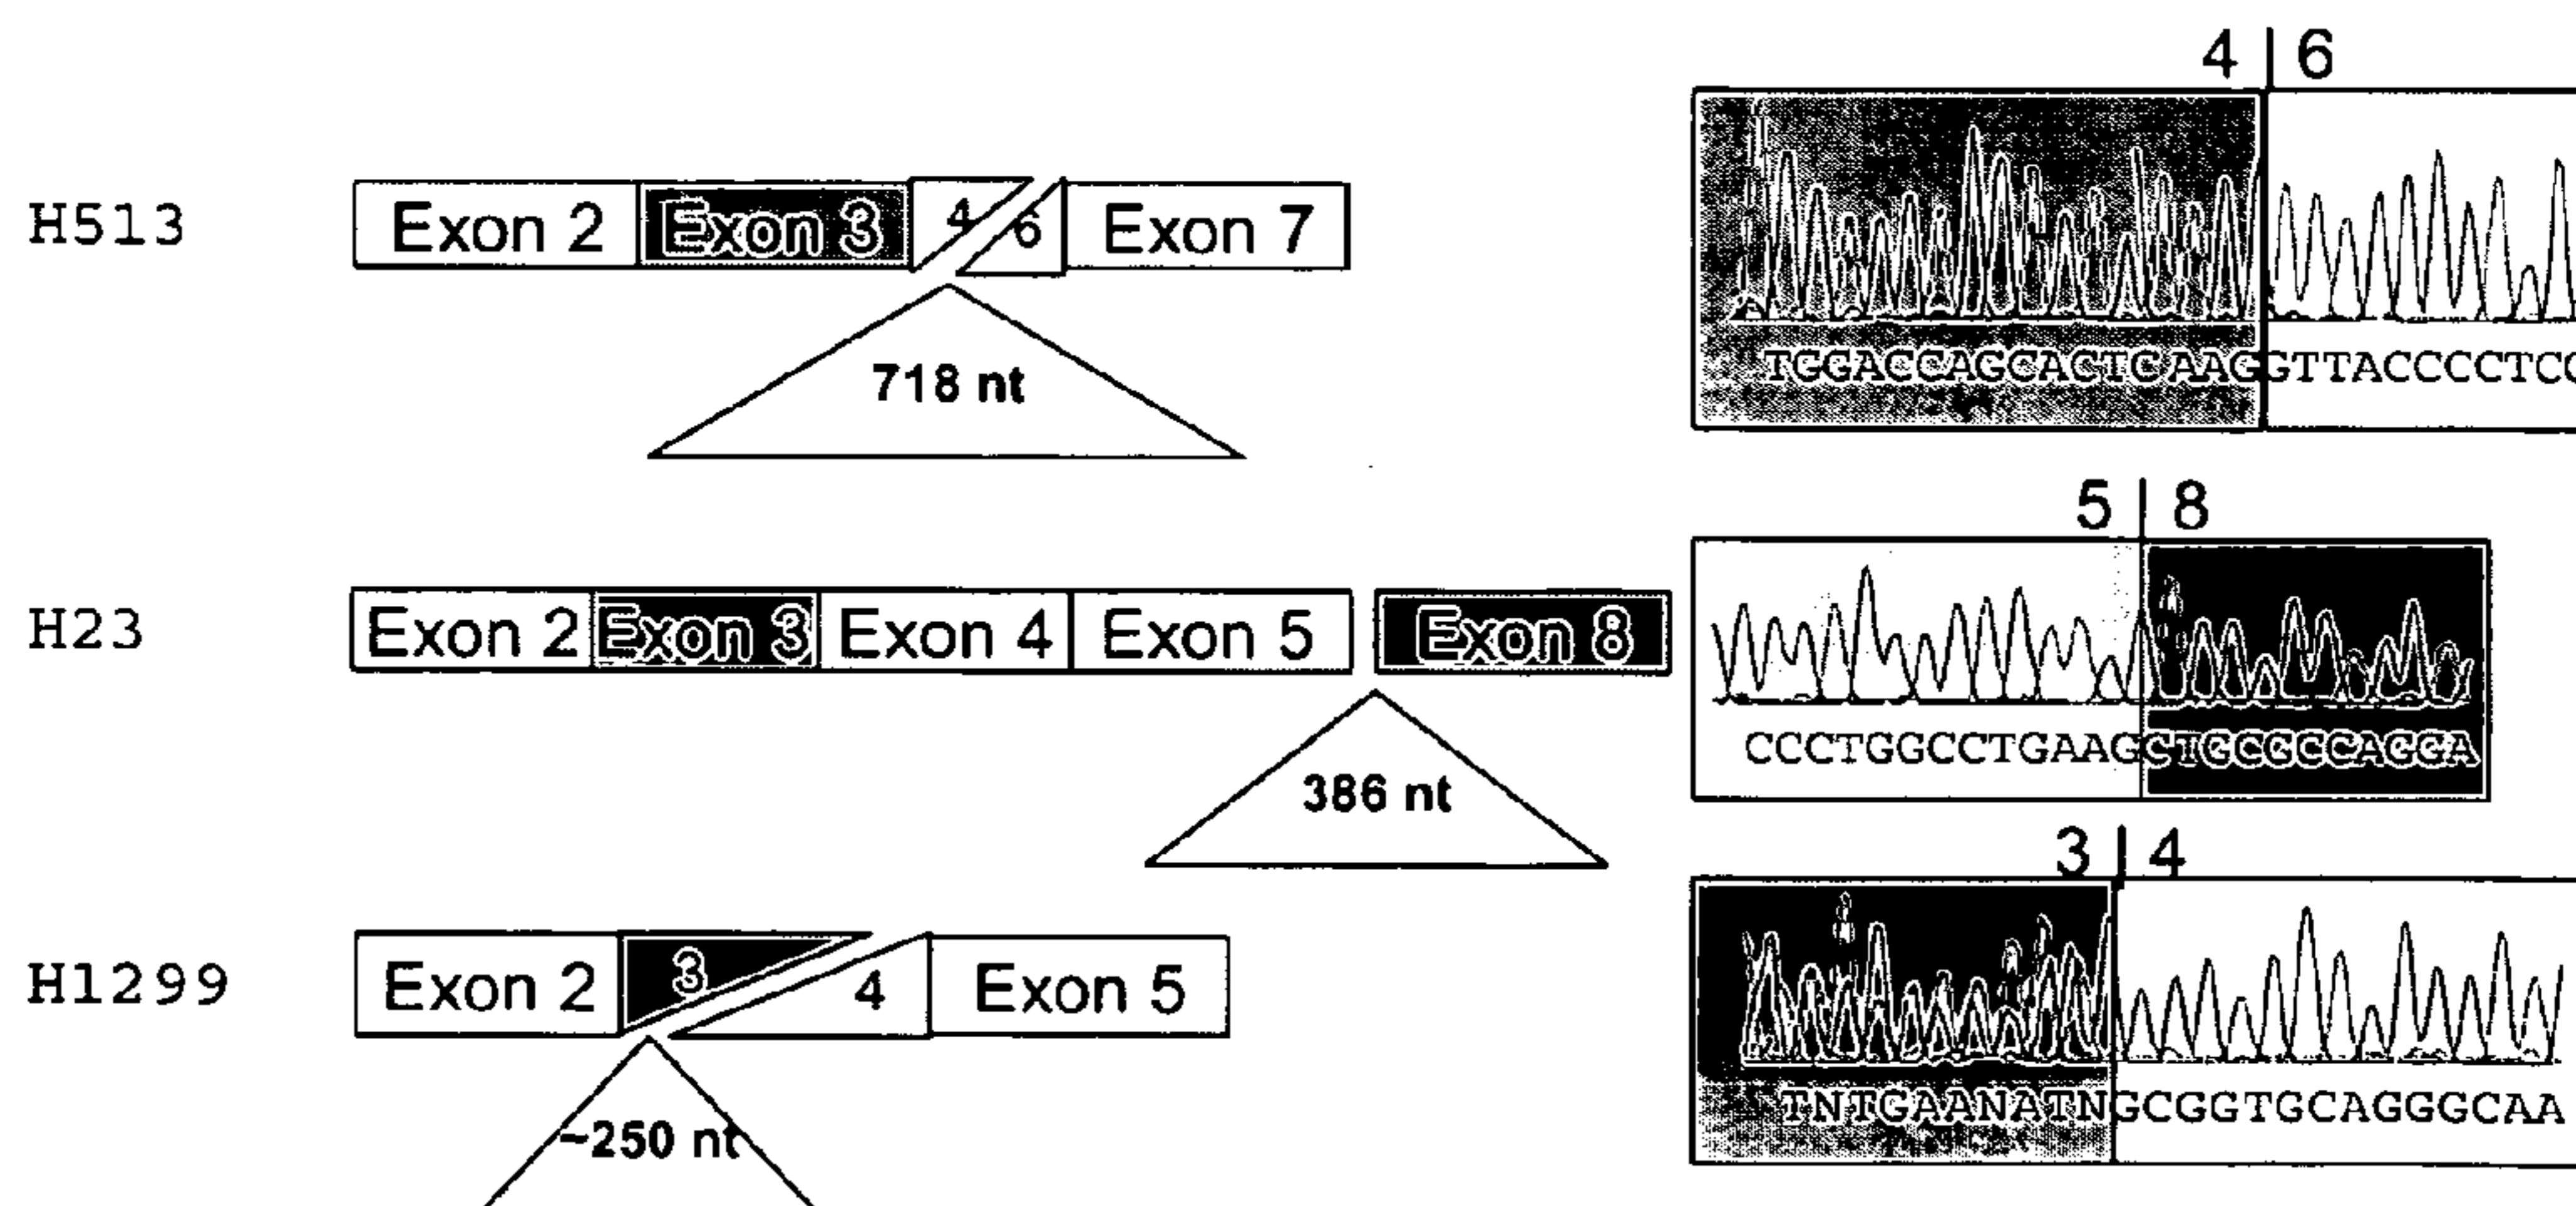 4 | 6
H513 Exon 2 Exon 3 4 6 Exon 7
718 nt
TGGACCAGCACTCAAGGTTACCCCTC
5 | 8
H23 Exon 2 Exon 3 Exon 4 Exon 5 Exon 8
386 nt
CCCTGGCCTGAAGCTGCGCCAGGA
3 | 4
H1299 Exon 2 3 4 Exon 5
~250 nt
TNTGAANATNGCGGTGCAGGGCAA